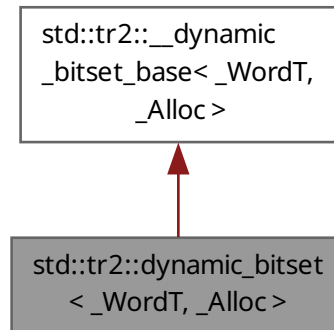 std::tr2::__dynamic
_bitset_base< _WordT,
_Alloc >
std::tr2::dynamic_bitset
< _WordT, _Alloc >